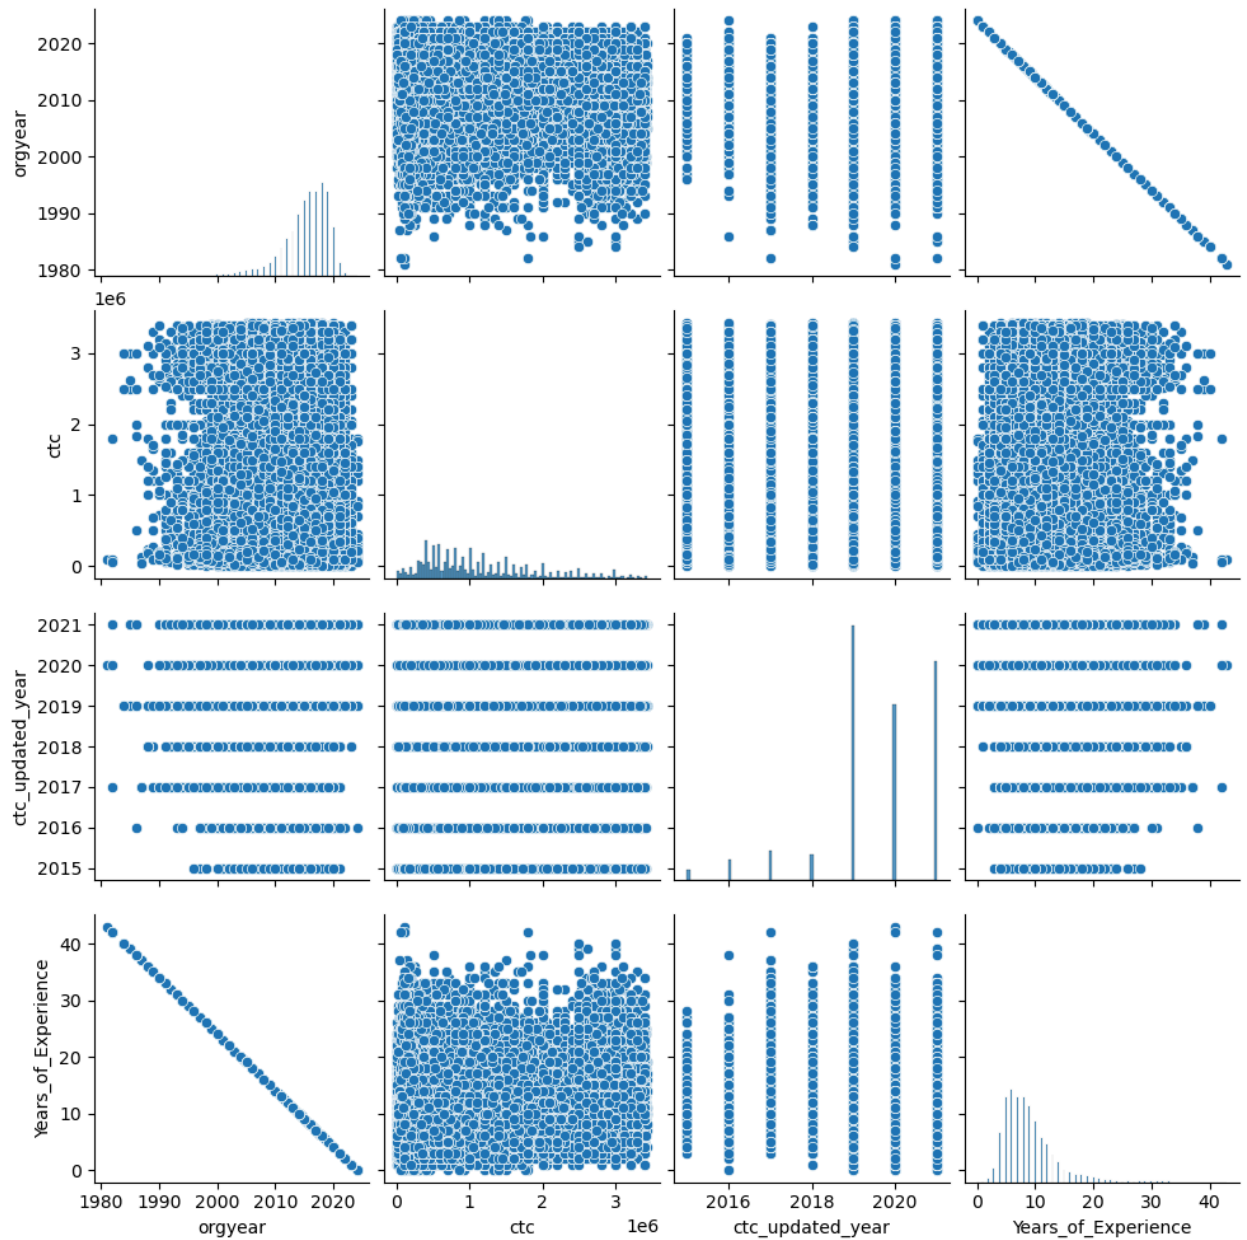 2020
2010
2000
1990
1980
orgyear
1e6
3
2
1
0
ctc
2021
2020
2019
2018
2017
2016
2015
ctc_updated_year
40
30
20
10
0
Years_of_Experience
1980 1990 2000 2010 2020
orgyear
0 1 2 3
1e6
ctc
2016 2018 2020
ctc_updated_year
0 10 20 30 40
Years_of_Experience